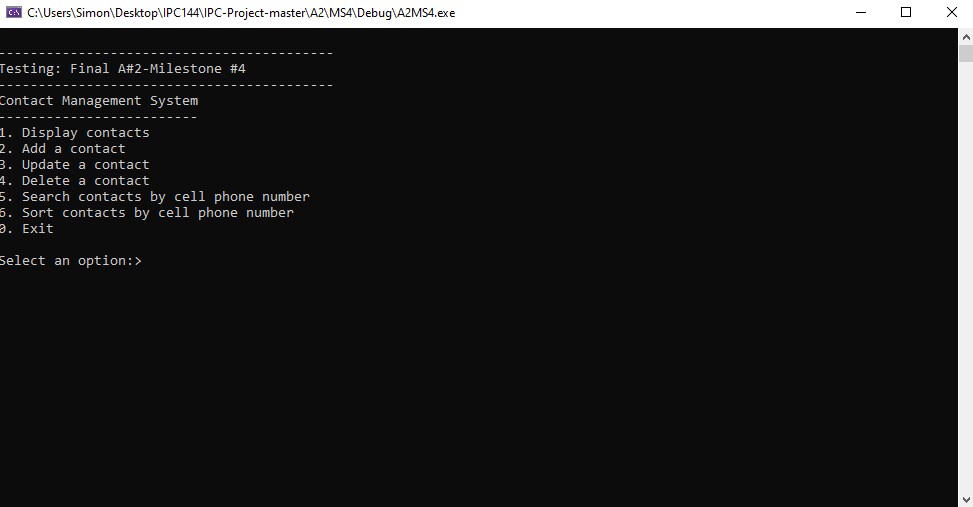 C:\Users\Simon\Desktop\IPC144\IPC-Project-master\A2\MS4\Debug\A2MS4.exe
------------------------------------------
Testing: Final A#2-Milestone #4
------------------------------------------
Contact Management System
-------------------------
1. Display contacts
2. Add a contact
3. Update a contact
4. Delete a contact
5. Search contacts by cell phone number
6. Sort contacts by cell phone number
0. Exit
Select an option:>